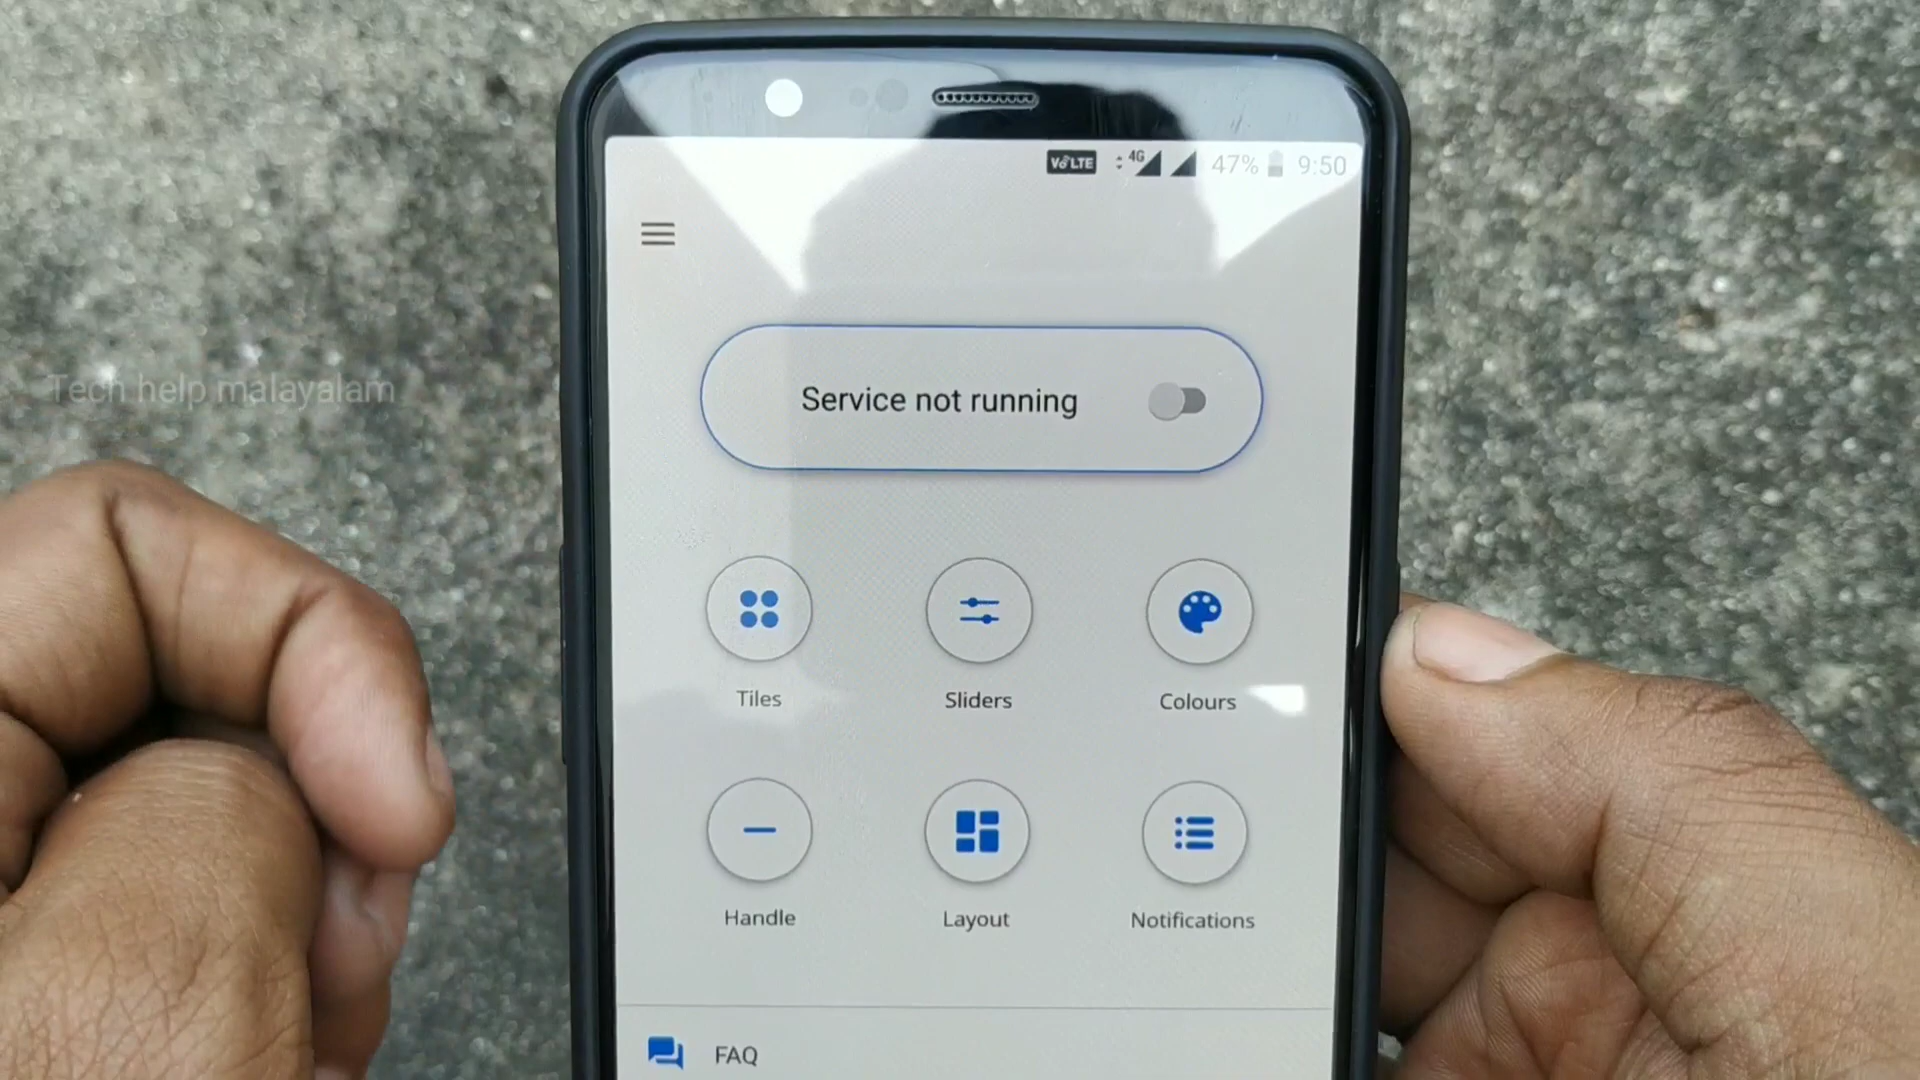 VoLTE 4G 47% 9:50
Tech help malayalam
Service not running
Tiles Sliders Colours
Handle Layout Notifications
FAQ